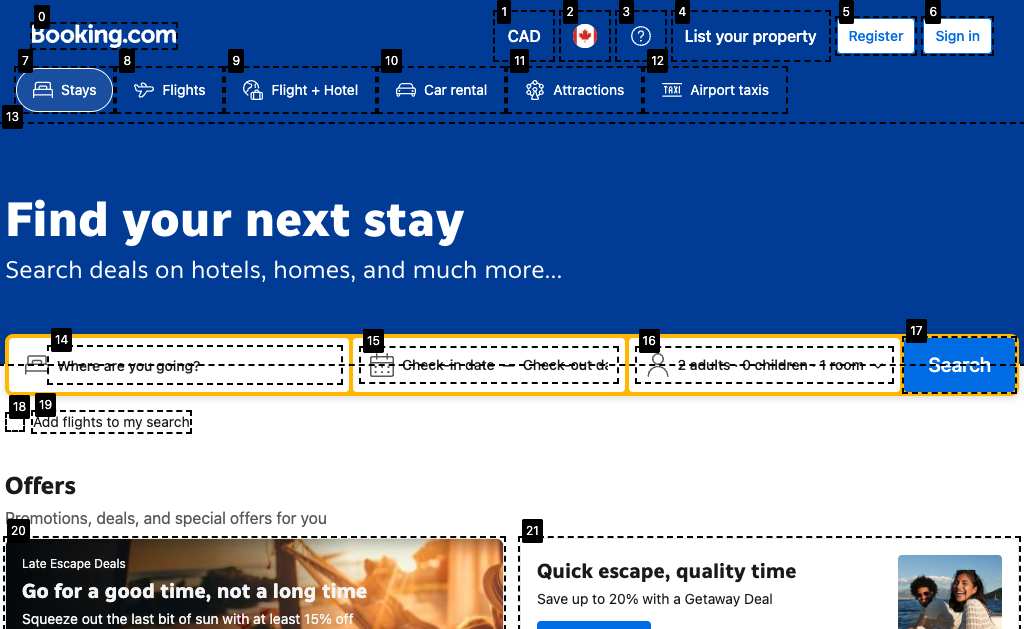 0
1
2
3
4
5
6
Booking.com
CAD
List your property
Register
Sign in
7
8
9
10
11
12
Stays
Flights
Flight + Hotel
Car rental
Attractions
Airport taxis
13
Find your next stay
Search deals on hotels, homes, and much more...
14
15
16
17
Where are you going?
Check-in date — Check-out da
2 adults · 0 children · 1 room
Search
18
19
Add flights to my search
Offers
Promotions, deals, and special offers for you
20
21
Late Escape Deals
Go for a good time, not a long time
Squeeze out the last bit of sun with at least 15% off
Quick escape, quality time
Save up to 20% with a Getaway Deal